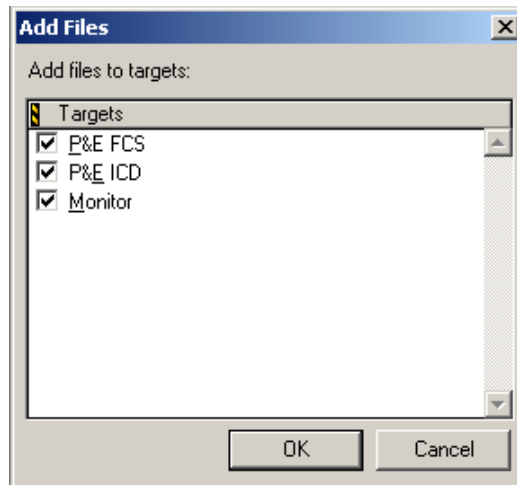 Add Files
Add files to targets:
Targets
P&E FCS
P&E ICD
Monitor
OK
Cancel